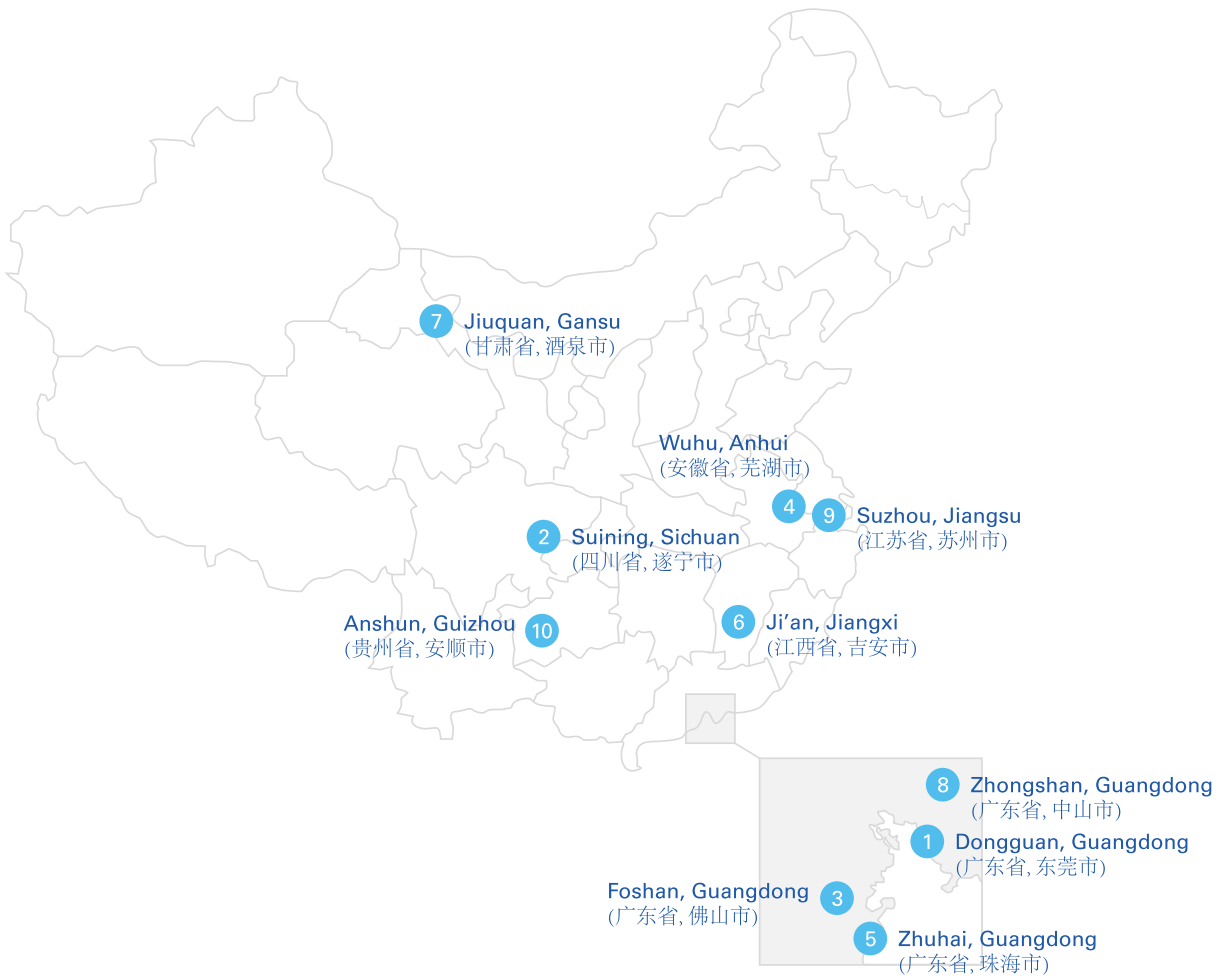 7
Jiuquan, Gansu
(甘肃省, 酒泉市)
Wuhu, Anhui
(安徽省, 芜湖市)
4
9
Suzhou, Jiangsu
(江苏省, 苏州市)
2
Suining, Sichuan
(四川省, 遂宁市)
Anshun, Guizhou
(贵州省, 安顺市)
10
6
Ji’an, Jiangxi
(江西省, 吉安市)
8
Zhongshan, Guangdong
(广东省, 中山市)
1
Dongguan, Guangdong
(广东省, 东莞市)
Foshan, Guangdong
(广东省, 佛山市)
3
5
Zhuhai, Guangdong
(广东省, 珠海市)